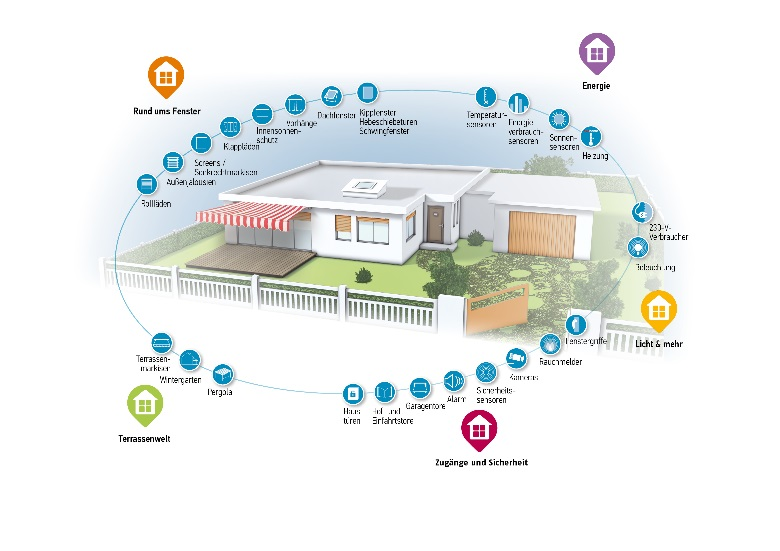 Energie
Rund ums Fenster
Kippfenster
Hebeschiebetüren
Schwingfenster
Dachfenster
Vorhänge
Innensonnen-
schutz
Klappläden
Screens /
Senkrechtmarkisen
Außenjalousien
Rollläden
Temperatur-
sensoren
Energie
verbrauch-
sensoren
Sonnen-
sensoren
Heizung
230-V-
Verbraucher
Beleuchtung
Licht & mehr
Fenstergriffe
Rauchmelder
Kameras
Sicherheits-
sensoren
Alarm
Garagentore
Hof- und
Einfahrtstore
Haus
türen
Pergola
Wintergarten
Terrassen-
markisen
Terrassenwelt
Zugänge und Sicherheit